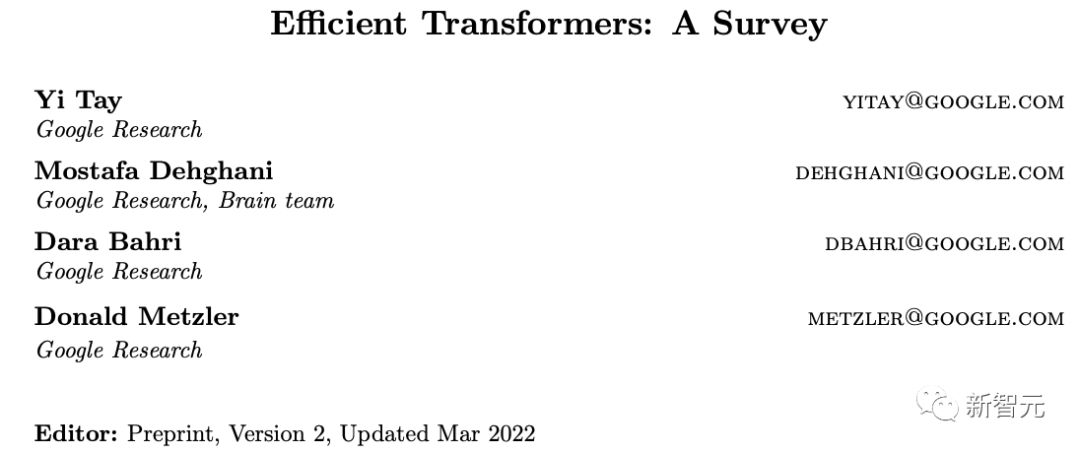 Efficient Transformers: A Survey
Yi Tay YITAY@GOOGLE.COM
Google Research
Mostafa Dehghani DEHGHANI@GOOGLE.COM
Google Research, Brain team
Dara Bahri DBAHRI@GOOGLE.COM
Google Research
Donald Metzler METZLER@GOOGLE.COM
Google Research
新智元
Editor: Preprint, Version 2, Updated Mar 2022